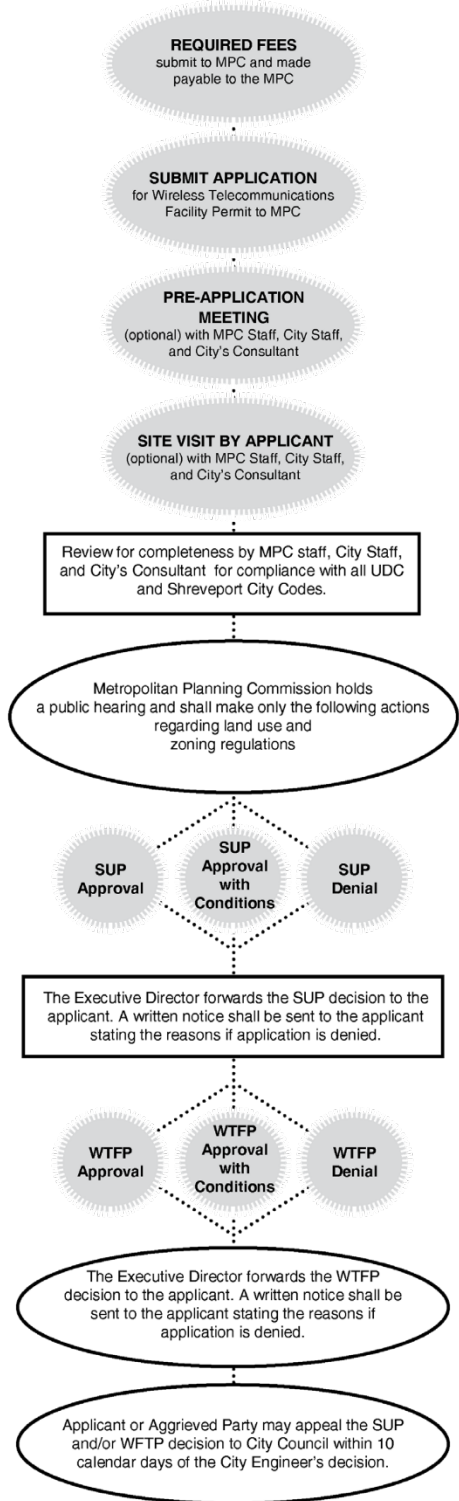 REQUIRED FEES
submit to MPC and made
payable to the MPC
SUBMIT APPLICATION
for Wireless Telecommunications
Facility Permit to MPC
PRE-APPLICATION
MEETING
(optional) with MPC Staff, City Staff,
and City's Consultant
SITE VISIT BY APPLICANT
(optional) with MPC Staff, City Staff,
and City's Consultant
Review for completeness by MPC staff, City Staff,
and City's Consultant for compliance with all UDC
and Shreveport City Codes.
Metropolitan Planning Commission holds
a public hearing and shall make only the following actions
regarding land use and
zoning regulations
SUP
Approval
SUP
Approval
with
Conditions
SUP
Denial
The Executive Director forwards the SUP decision to the
applicant. A written notice shall be sent to the applicant
stating the reasons if application is denied.
WTFP
Approval
WTFP
Approval
with
Conditions
WTFP
Denial
The Executive Director forwards the WTFP
decision to the applicant. A written notice shall be
sent to the applicant stating the reasons if
application is denied.
Applicant or Aggrieved Party may appeal the SUP
and/or WFTP decision to City Council within 10
calendar days of the City Engineer's decision.